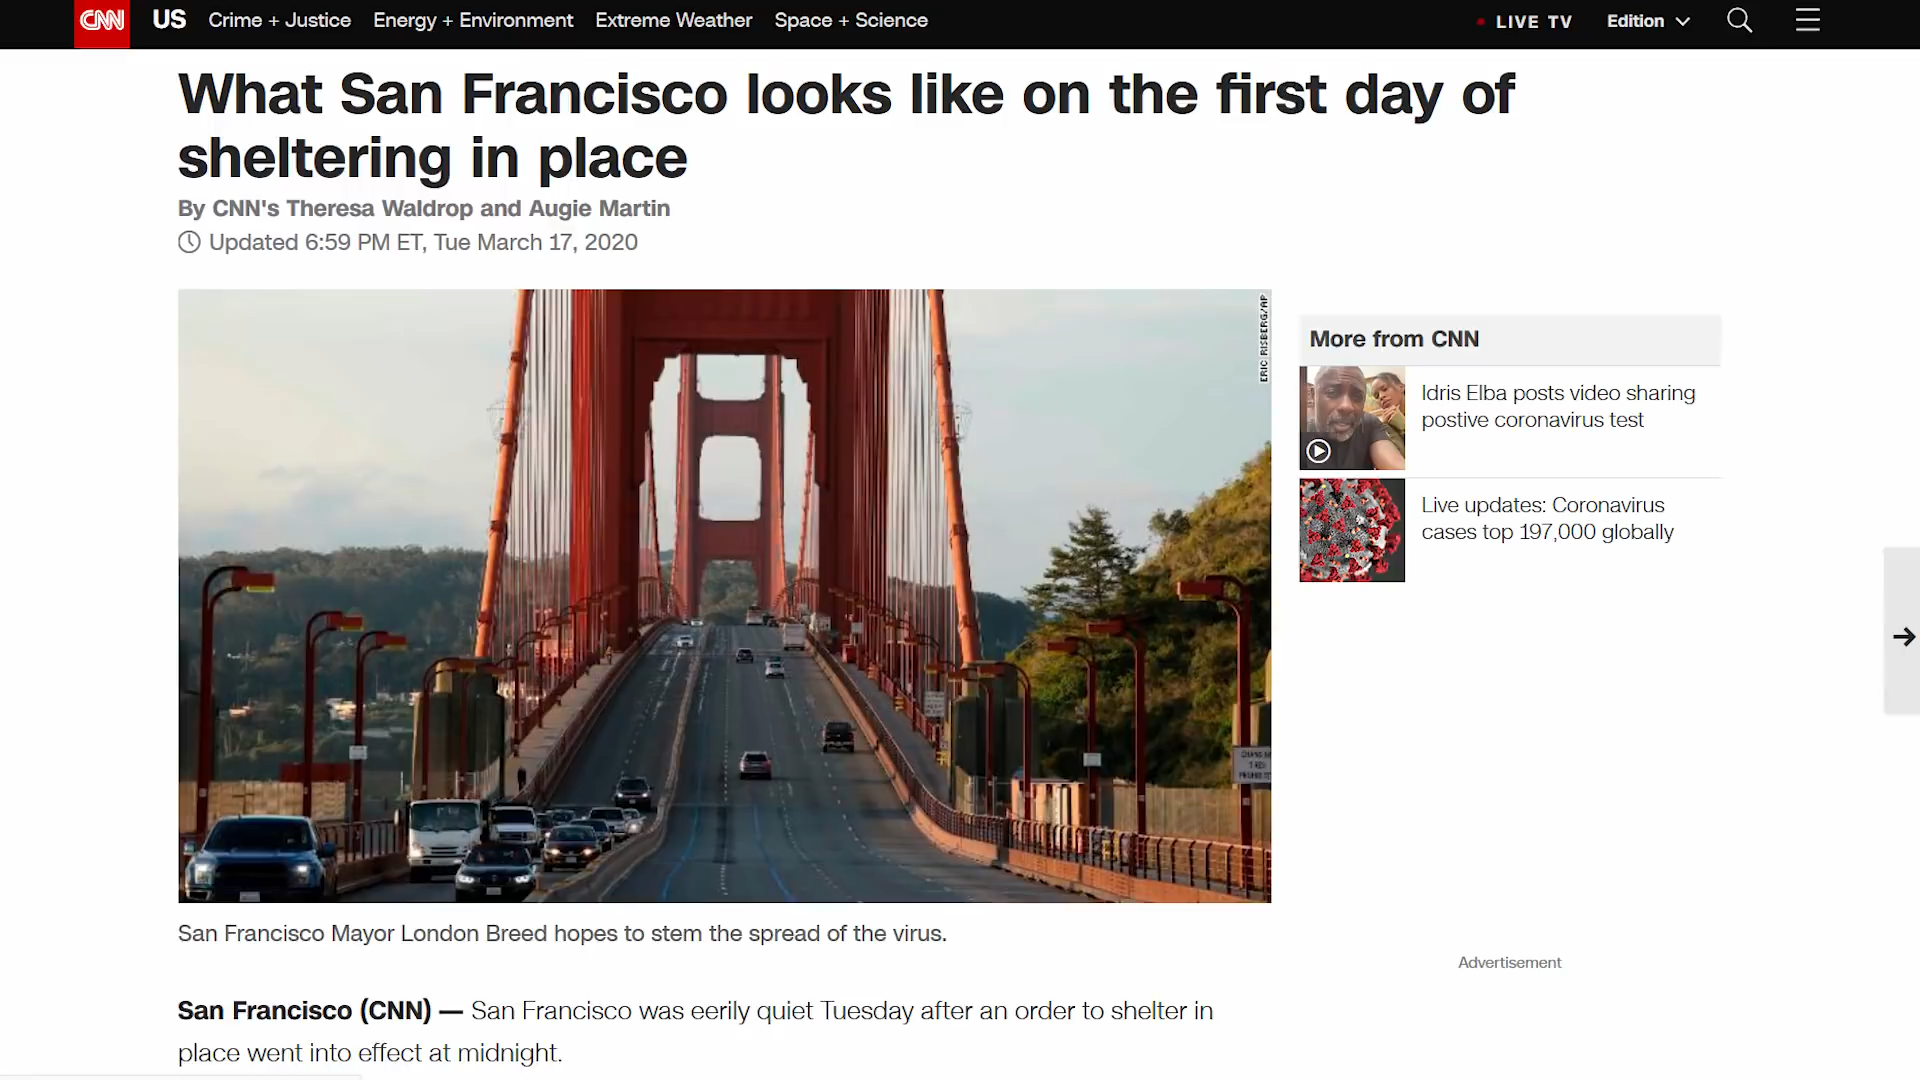 CNN US Crime + Justice Energy + Environment Extreme Weather Space + Science LIVE TV Edition
What San Francisco looks like on the first day of
sheltering in place
By CNN's Theresa Waldrop and Augie Martin
Updated 6:59 PM ET, Tue March 17, 2020
ERIC RISBERG/AP
More from CNN
Idris Elba posts video sharing
postive coronavirus test
Live updates: Coronavirus
cases top 197,000 globally
San Francisco Mayor London Breed hopes to stem the spread of the virus.
Advertisement
San Francisco (CNN) — San Francisco was eerily quiet Tuesday after an order to shelter in
place went into effect at midnight.